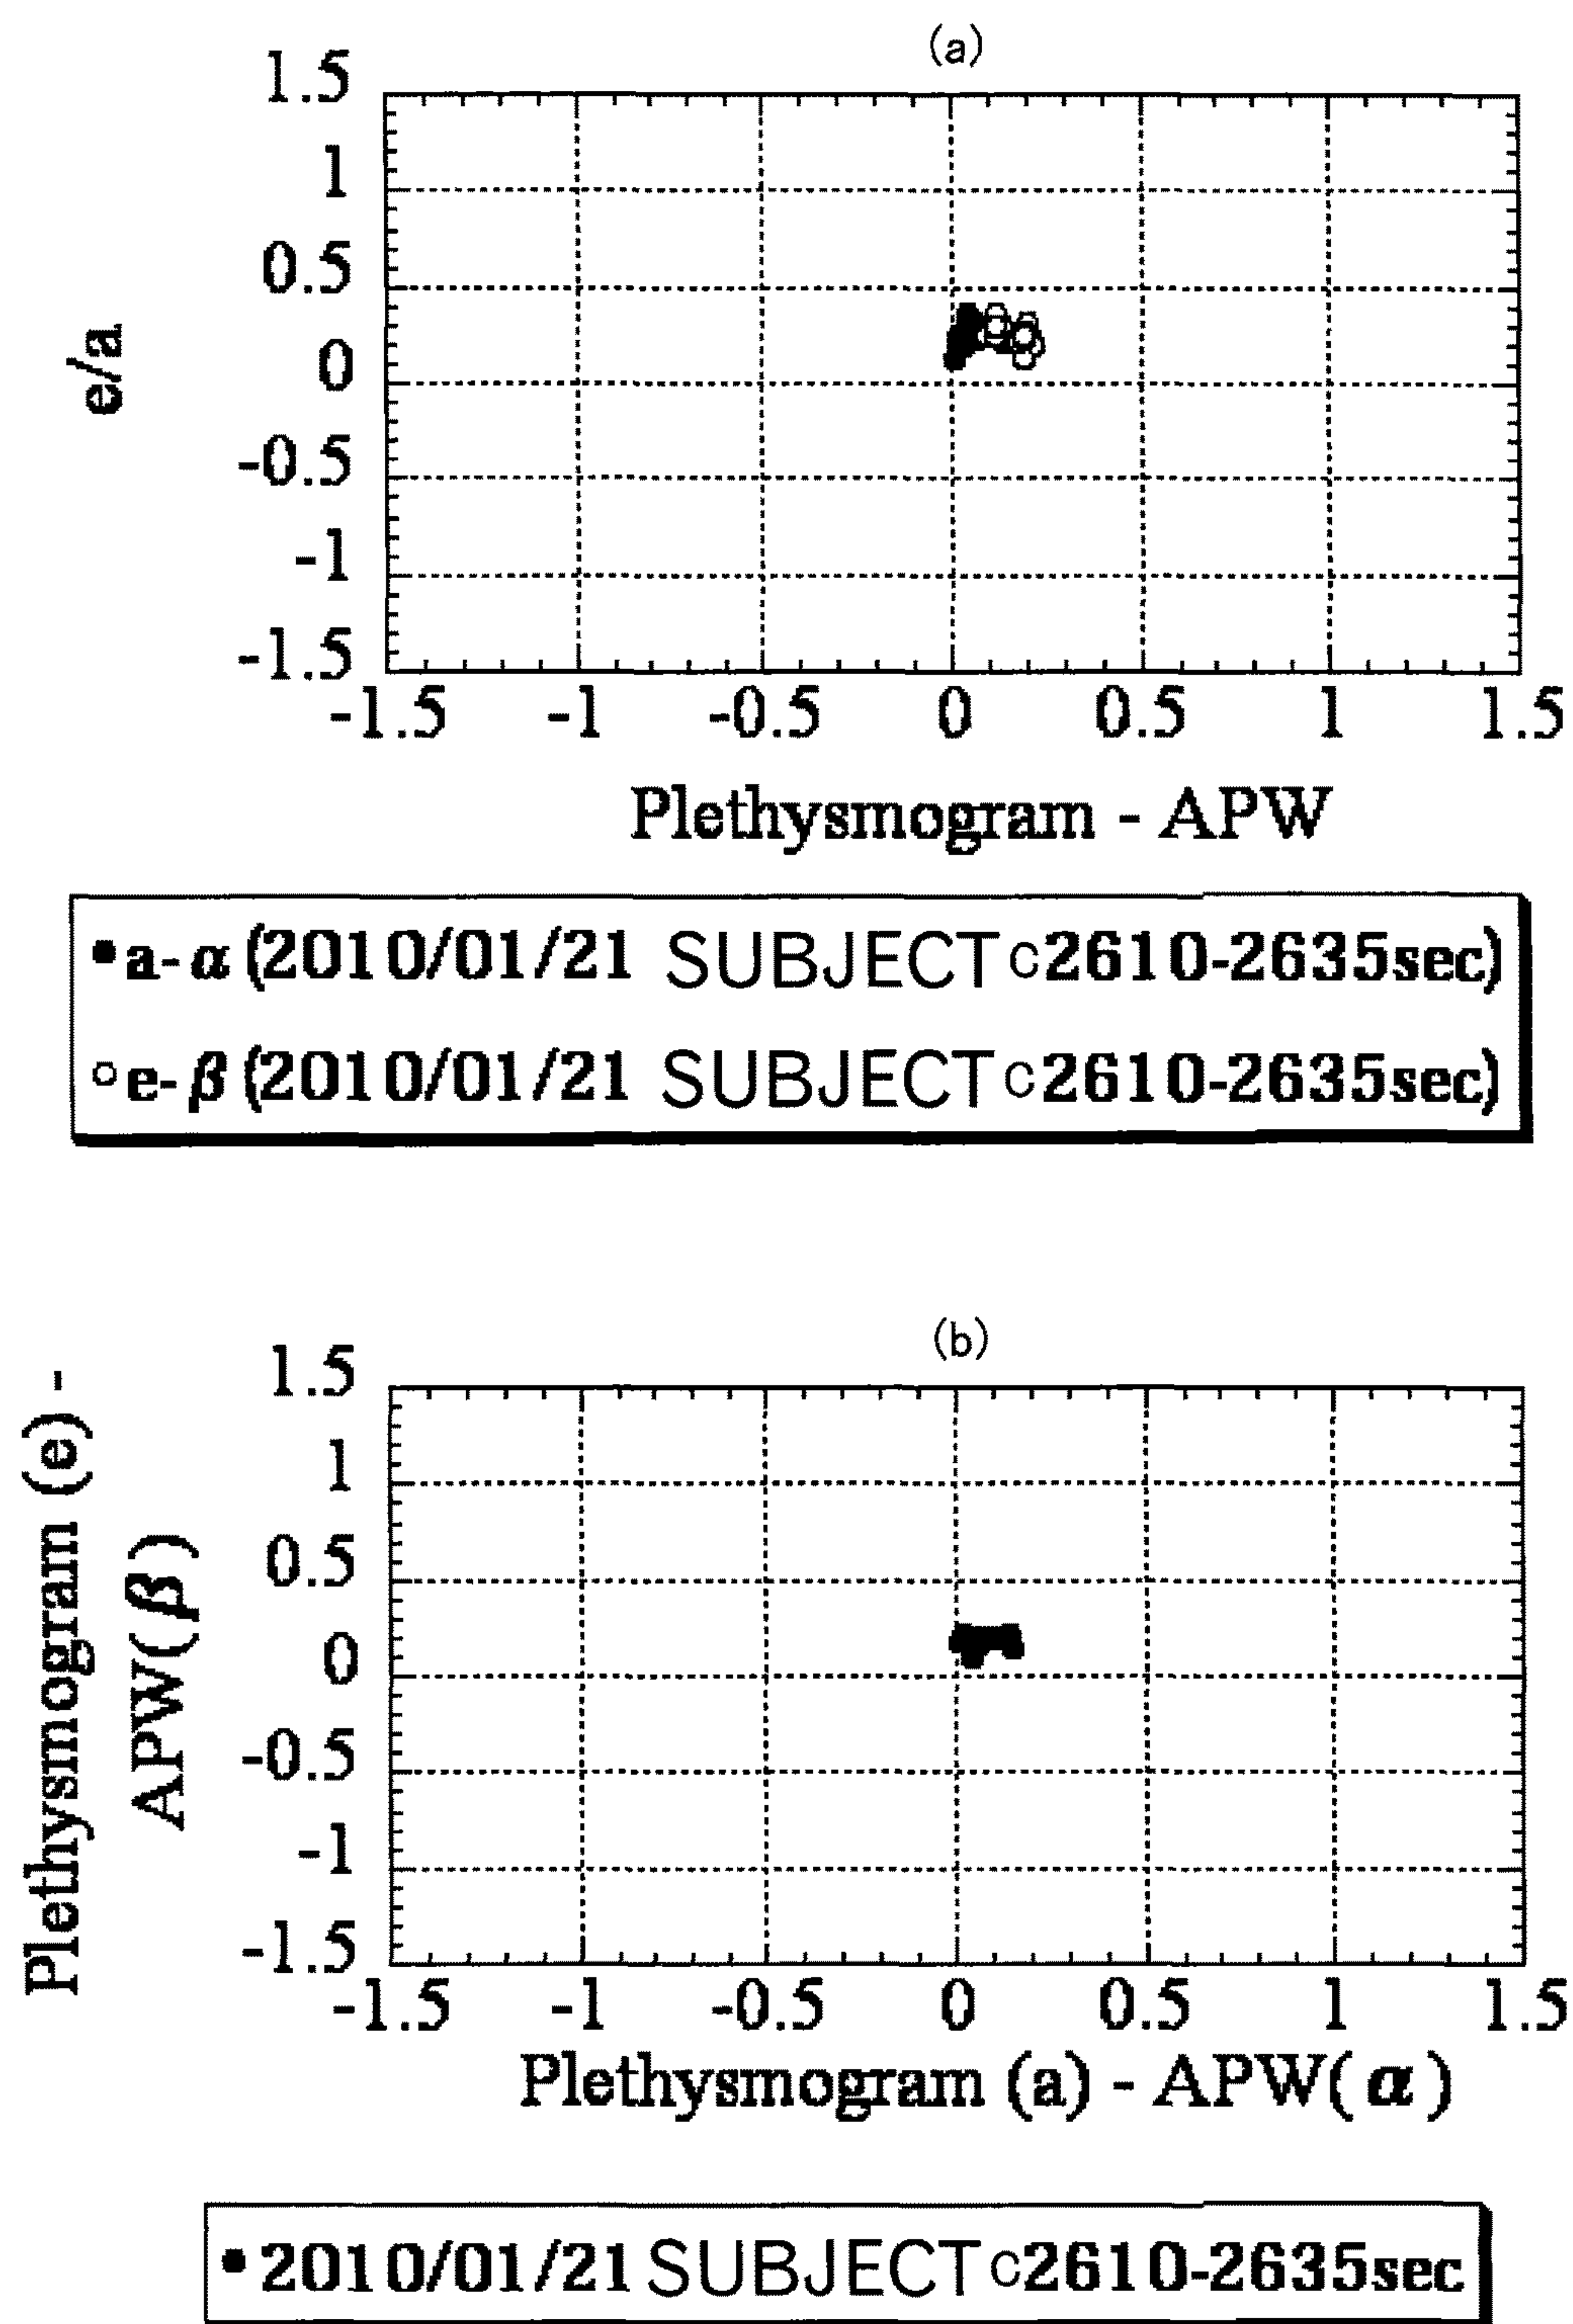 (a)
1.5
1
0.5
0
-0.5
-1
-1.5
e/a
-1.5 -1 -0.5 0 0.5 1 1.5
Plethysmogram - APW
a-α (2010/01/21 SUBJECT c2610-2635sec)
e-β (2010/01/21 SUBJECT c2610-2635sec)
(b)
1.5
1
0.5
0
-0.5
-1
-1.5
Plethysmogram (e) -
APW(β)
-1.5 -1 -0.5 0 0.5 1 1.5
Plethysmogram (a) - APW(α)
2010/01/21 SUBJECT c2610-2635sec